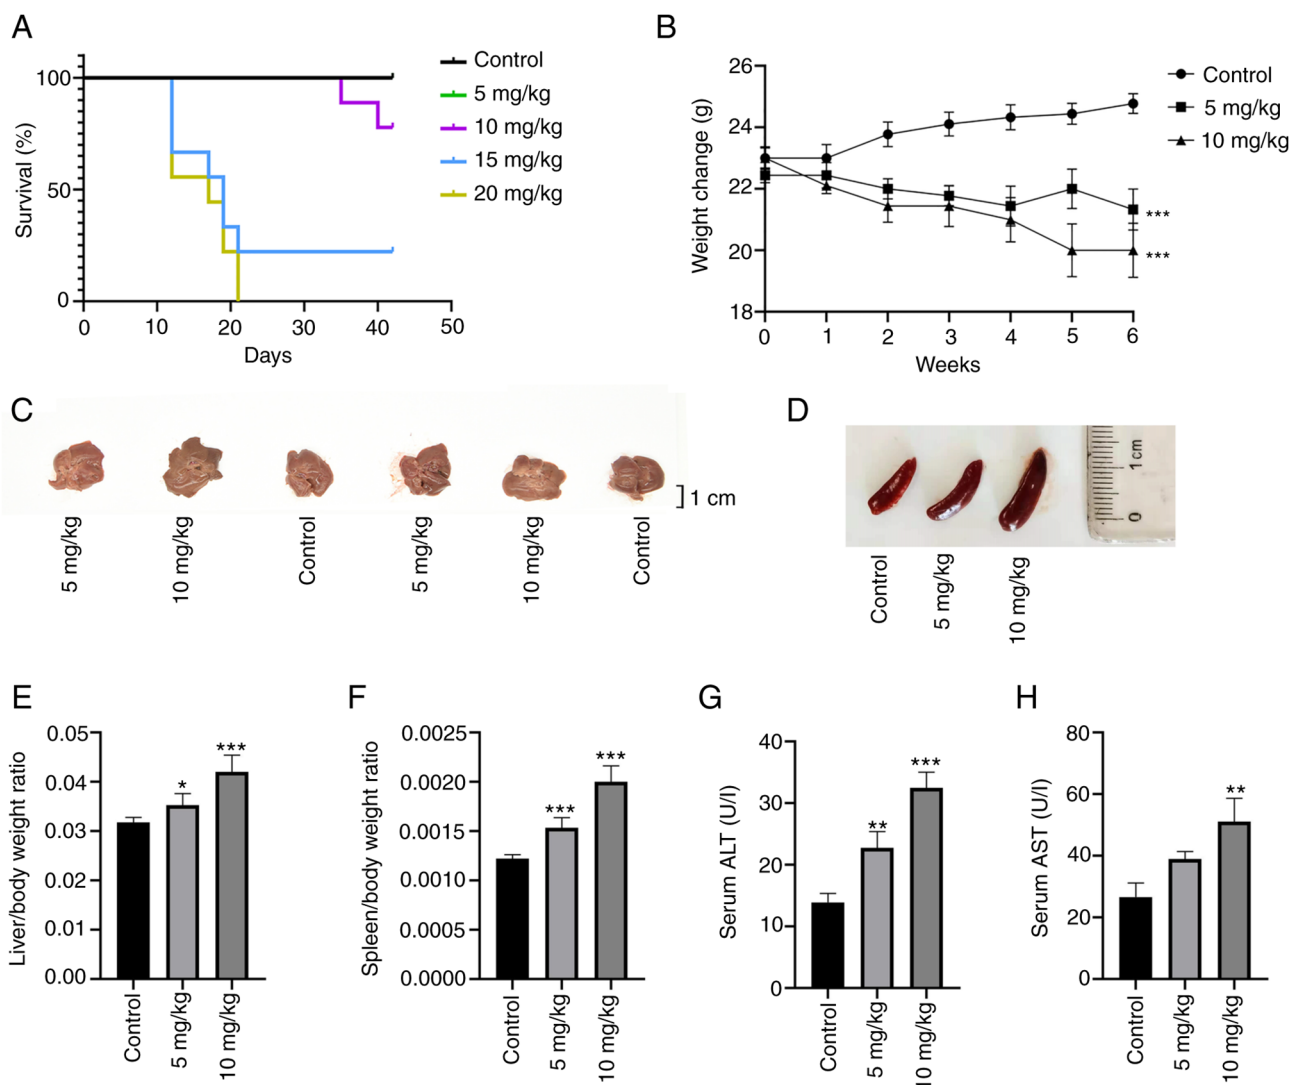 A
Survival (%)
100
50
0
0 10 20 30 40 50
Days
Control
5 mg/kg
10 mg/kg
15 mg/kg
20 mg/kg
B
Weight change (g)
26
24
22
20
18
0 1 2 3 4 5 6
Weeks
Control
5 mg/kg
10 mg/kg
***
***
C
1 cm
5 mg/kg
10 mg/kg
Control
5 mg/kg
10 mg/kg
Control
D
1 cm
0
Control
5 mg/kg
10 mg/kg
E
Liver/body weight ratio
0.05
0.04
0.03
0.02
0.01
0.00
*
***
Control
5 mg/kg
10 mg/kg
F
Spleen/body weight ratio
0.0025
0.0020
0.0015
0.0010
0.0005
0.0000
***
***
Control
5 mg/kg
10 mg/kg
G
Serum ALT (U/l)
40
30
20
10
0
**
***
Control
5 mg/kg
10 mg/kg
H
Serum AST (U/l)
80
60
40
20
0
**
Control
5 mg/kg
10 mg/kg